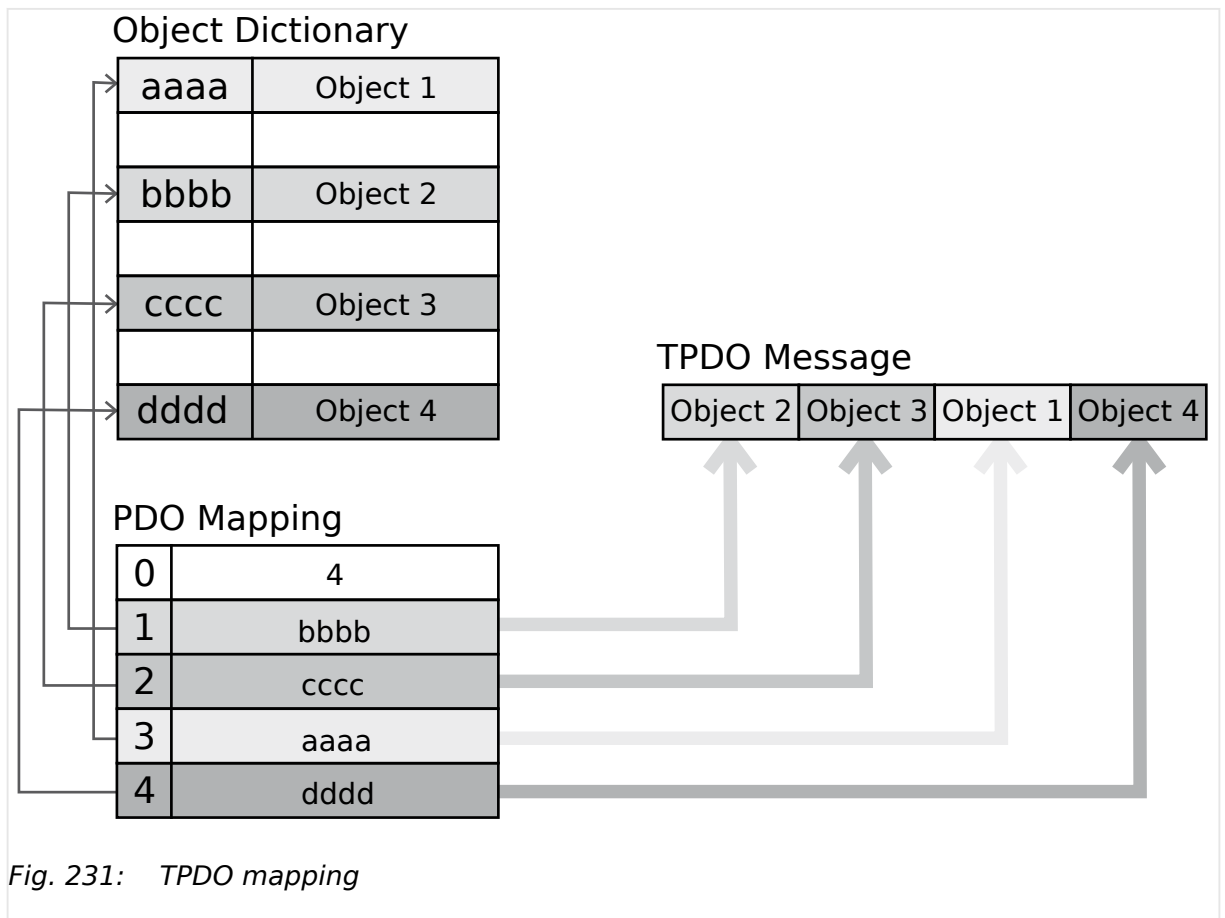 Object Dictionary
aaaa Object 1
bbbb Object 2
cccc Object 3
dddd Object 4
TPDO Message
Object 2 Object 3 Object 1 Object 4
PDO Mapping
0 4
1 bbbb
2 cccc
3 aaaa
4 dddd
Fig. 231: TPDO mapping